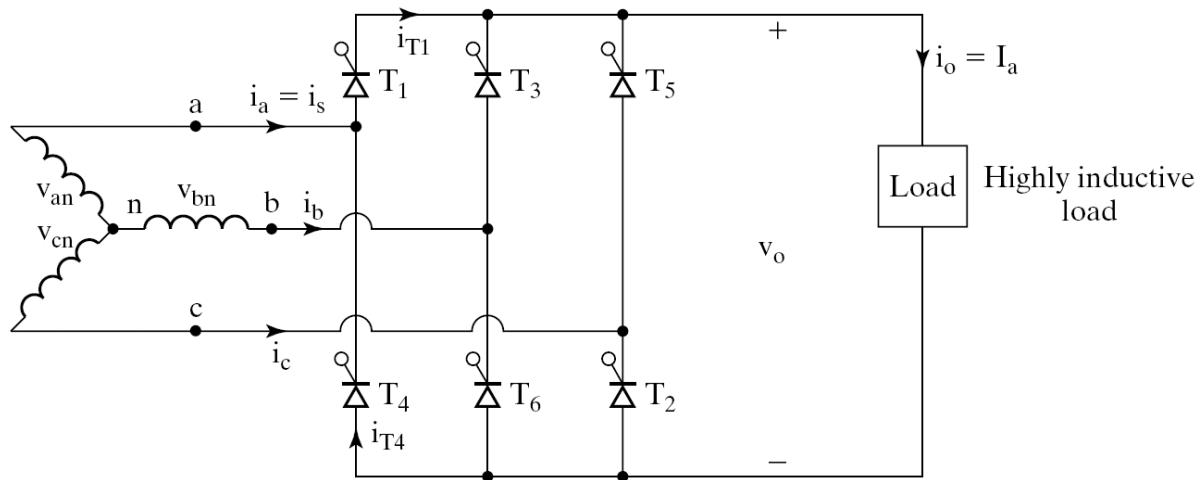 +
i_T1
i_o = I_a
T_1
T_3
T_5
a
i_a = i_s
v_an
n
v_bn
b
i_b
Load
Highly inductive
load
v_cn
v_o
c
i_c
T_4
T_6
T_2
i_T4
−